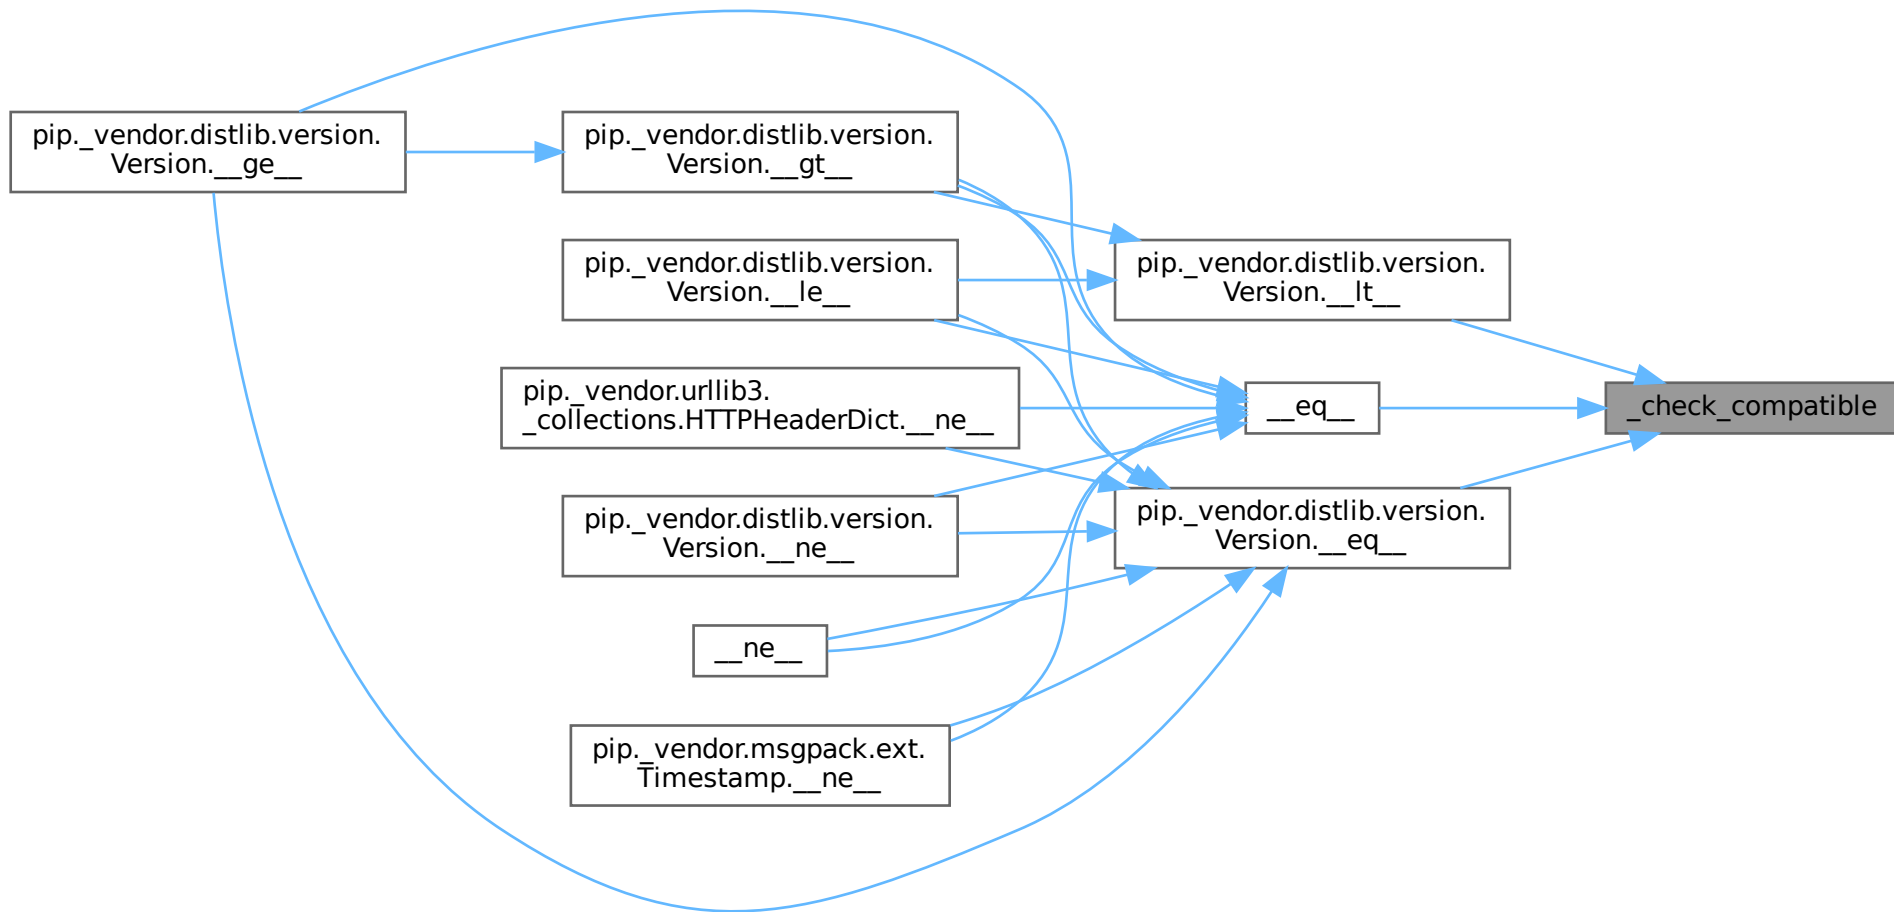 pip._vendor.distlib.version.
Version.__ge__
pip._vendor.distlib.version.
Version.__gt__
pip._vendor.distlib.version.
Version.__le__
pip._vendor.urllib3.
_collections.HTTPHeaderDict.__ne__
pip._vendor.distlib.version.
Version.__ne__
__ne__
pip._vendor.msgpack.ext.
Timestamp.__ne__
pip._vendor.distlib.version.
Version.__lt__
__eq__
pip._vendor.distlib.version.
Version.__eq__
_check_compatible